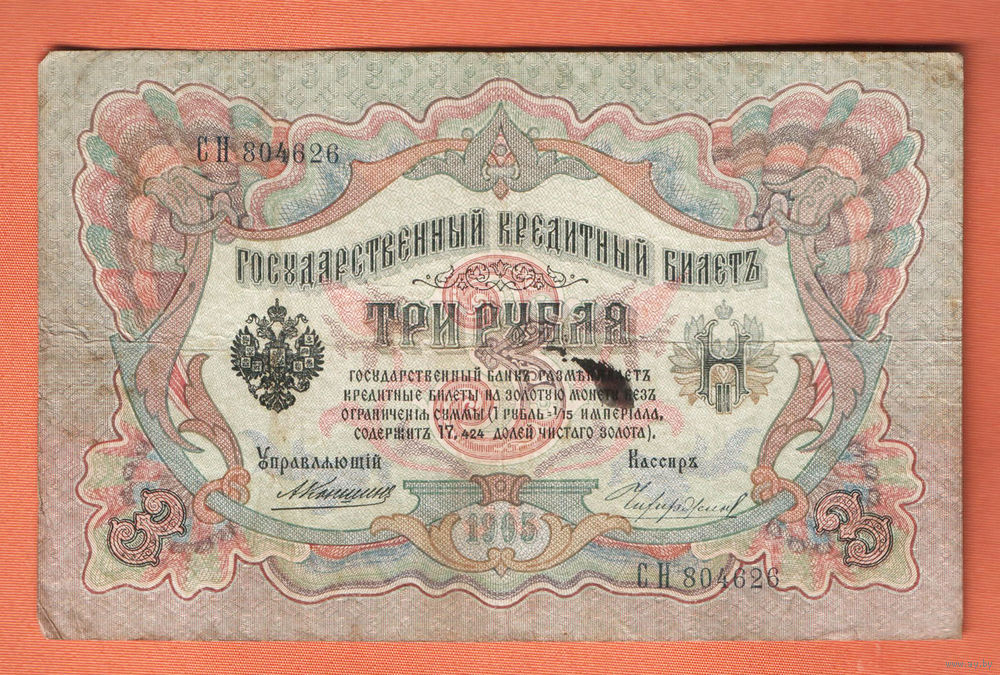 СН 804626
ГОСУДАРСТВЕННЫЙ КРЕДИТНЫЙ БИЛЕТЪ
ТРИ РУБЛЯ
ГОСУДАРСТВЕННЫЙ БАНКЪ РАЗМѢНИВАЕТЪ
КРЕДИТНЫЕ БИЛЕТЫ НА ЗОЛОТУЮ МОНЕТУ БЕЗЪ
ОГРАНИЧЕНІЯ СУММЫ (1 РУБЛЬ = 1/15 ИМПЕРІАЛА,
СОДЕРЖИТЪ 17,424 ДОЛЕЙ ЧИСТАГО ЗОЛОТА).
Управляющій Кассиръ
АКоншинъ
3 1905 3
СН 804626